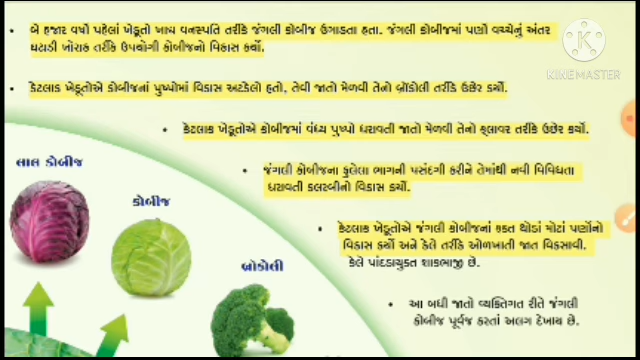 • બે હજાર વર્ષો પહેલાં ખેડૂતો ખાદ્ય વનસ્પતિ તરીકે જંગલી કોબીજ ઉગાડતા હતા. જંગલી કોબીજમાં પર્ણો વચ્ચેનું અંતર
ઘટાડી ખોરાક તરીકે ઉપયોગી કોબીજનો વિકાસ કર્યો.
• કેટલાક ખેડૂતોએ કોબીજનાં પુષ્પોમાં વિકાસ અટકેલો હતો, તેવી જાતો મેળવી તેનો બ્રૉકોલી તરીકે ઉછેર કર્યો.
• કેટલાક ખેડૂતોએ કોબીજમાં વંધ્ય પુષ્પો ધરાવતી જાતો મેળવી તેનો ફ્લાવર તરીકે ઉછેર કર્યો.
• જંગલી કોબીજના ફૂલેલા ભાગની પસંદગી કરીને તેમાંથી નવી વિવિધતા
ધરાવતી કલરબીનો વિકાસ કર્યો.
• કેટલાક ખેડૂતોએ જંગલી કોબીજનાં ફક્ત થોડાં મોટાં પર્ણોનો
વિકાસ કર્યો અને કેલે તરીકે ઓળખાતી જાત વિકસાવી.
કેલે પાંદડાયુક્ત શાકભાજી છે.
• આ બધી જાતો વ્યક્તિગત રીતે જંગલી
કોબીજ પૂર્વજ કરતાં અલગ દેખાય છે.
લાલ કોબીજ
કોબીજ
બ્રૉકોલી
KINEMASTER